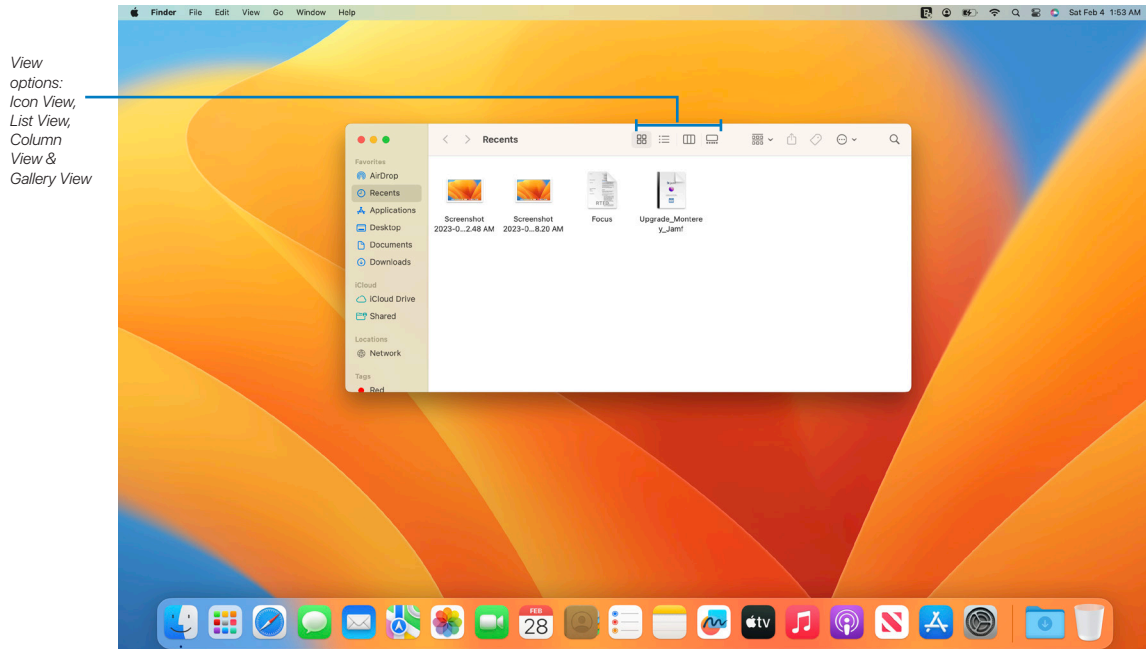 Finder File Edit View Go Window Help
Sat Feb 4 1:53 AM
View
options:
Icon View,
List View,
Column
View &
Gallery View
Recents
Favorites
AirDrop
Recents
Applications
Desktop
Documents
Downloads
iCloud
iCloud Drive
Shared
Locations
Network
Tags
Red
Screenshot
2023-0...2.48 AM
Screenshot
2023-0...8.20 AM
RTFD
Focus
Upgrade_Montere
y_Jamf
FEB
28
tv